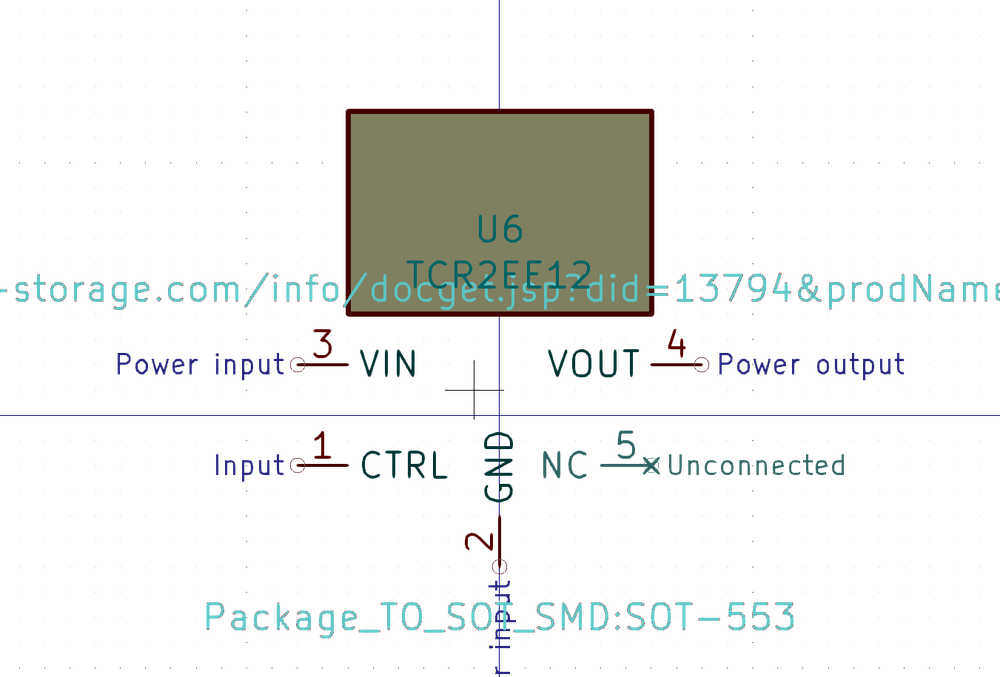 U6
TCR2EE12
-storage.com/info/docget.jsp?did=13794&prodName
3 4
Power input VIN VOUT Power output
1 5
Input CTRL GND NC Unconnected
2
r input
Package_TO_SOT_SMD:SOT-553